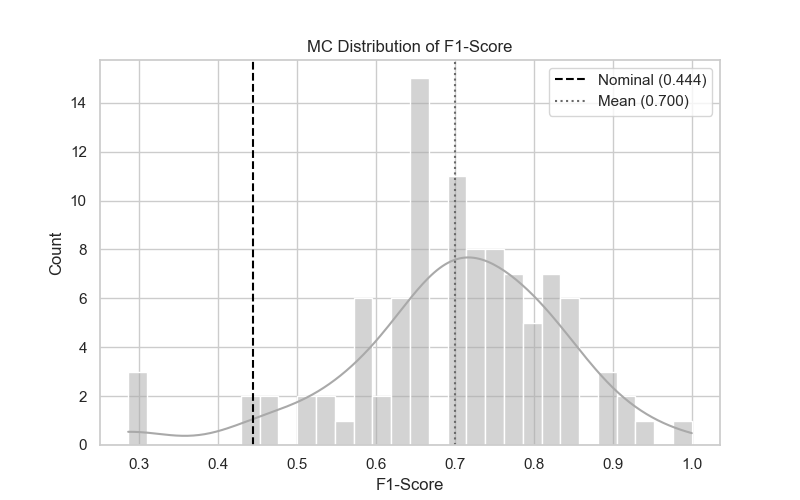 MC Distribution of F1-Score
Nominal (0.444)
Mean (0.700)
Count
14
12
10
8
6
4
2
0
0.3 0.4 0.5 0.6 0.7 0.8 0.9 1.0
F1-Score